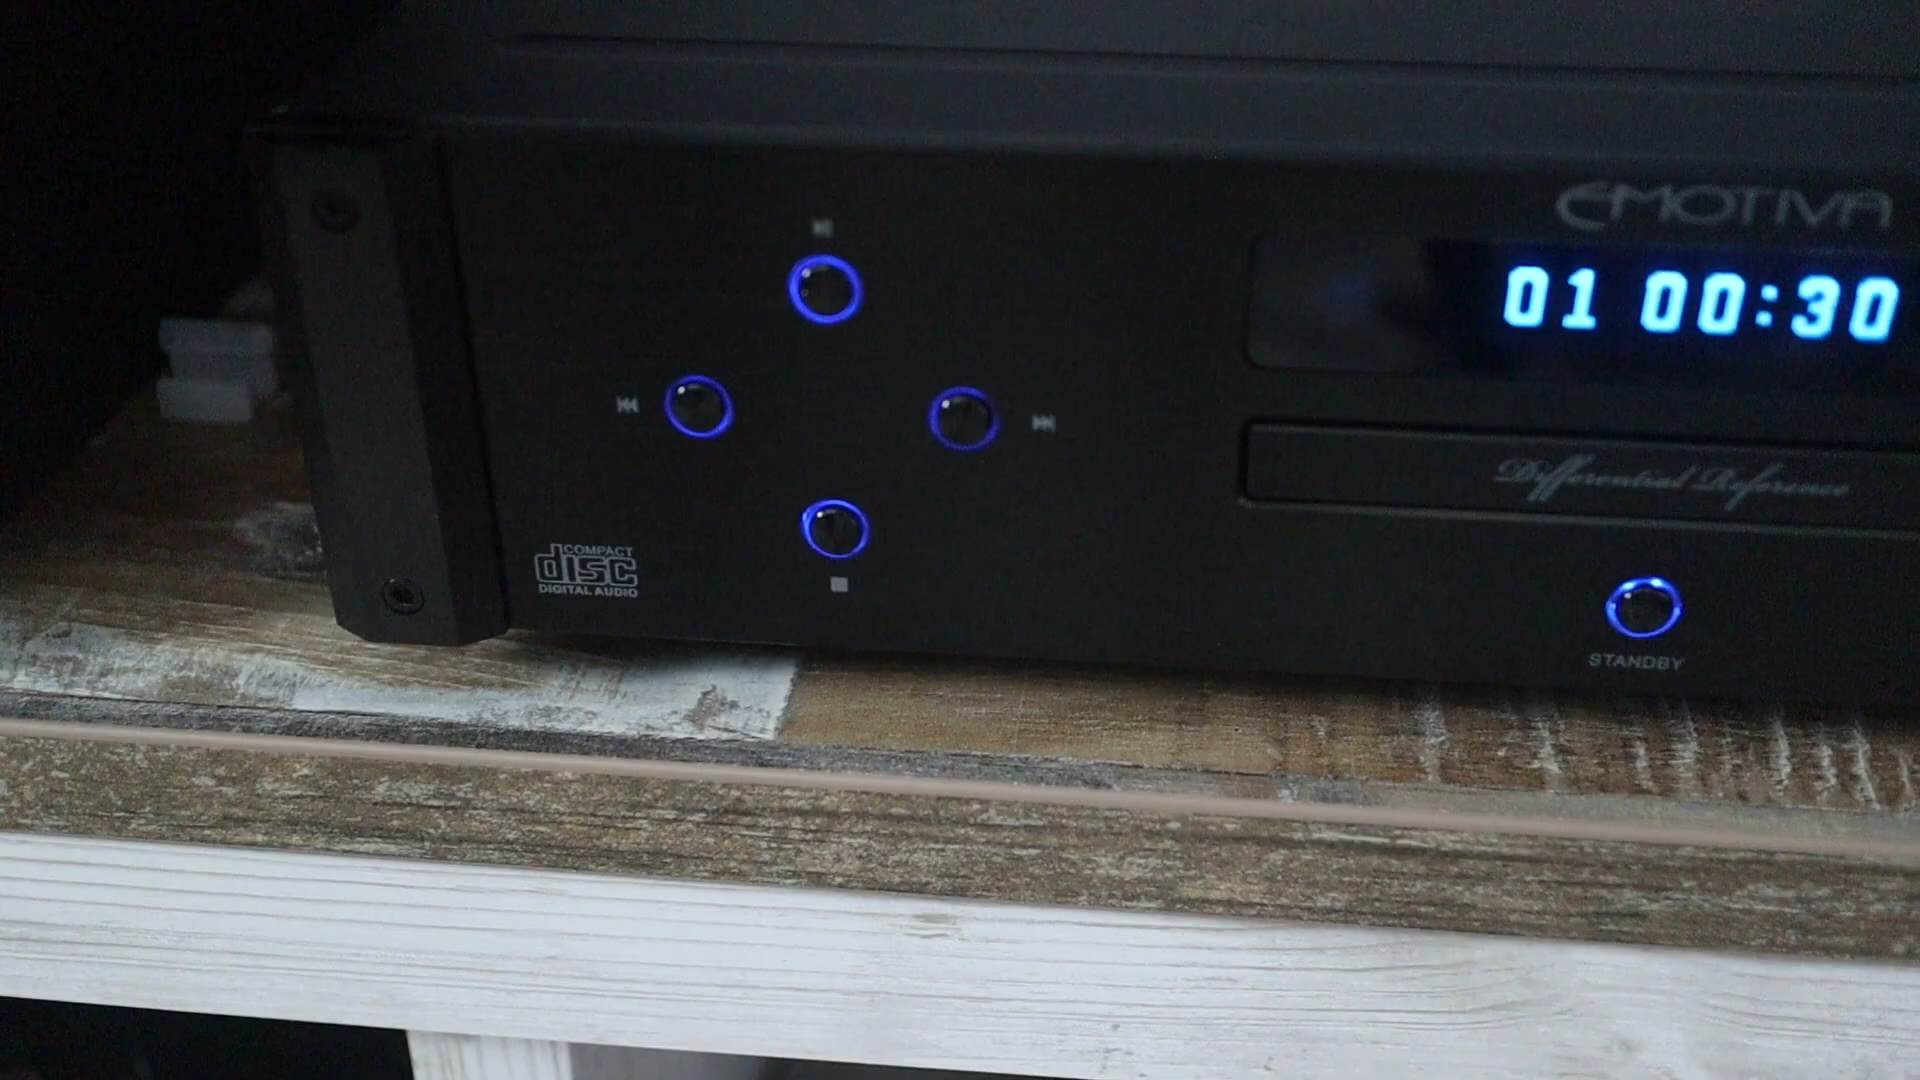 EMOTIVA
01 00:30
Differential Reference
COMPACT
disc
DIGITAL AUDIO
STANDBY